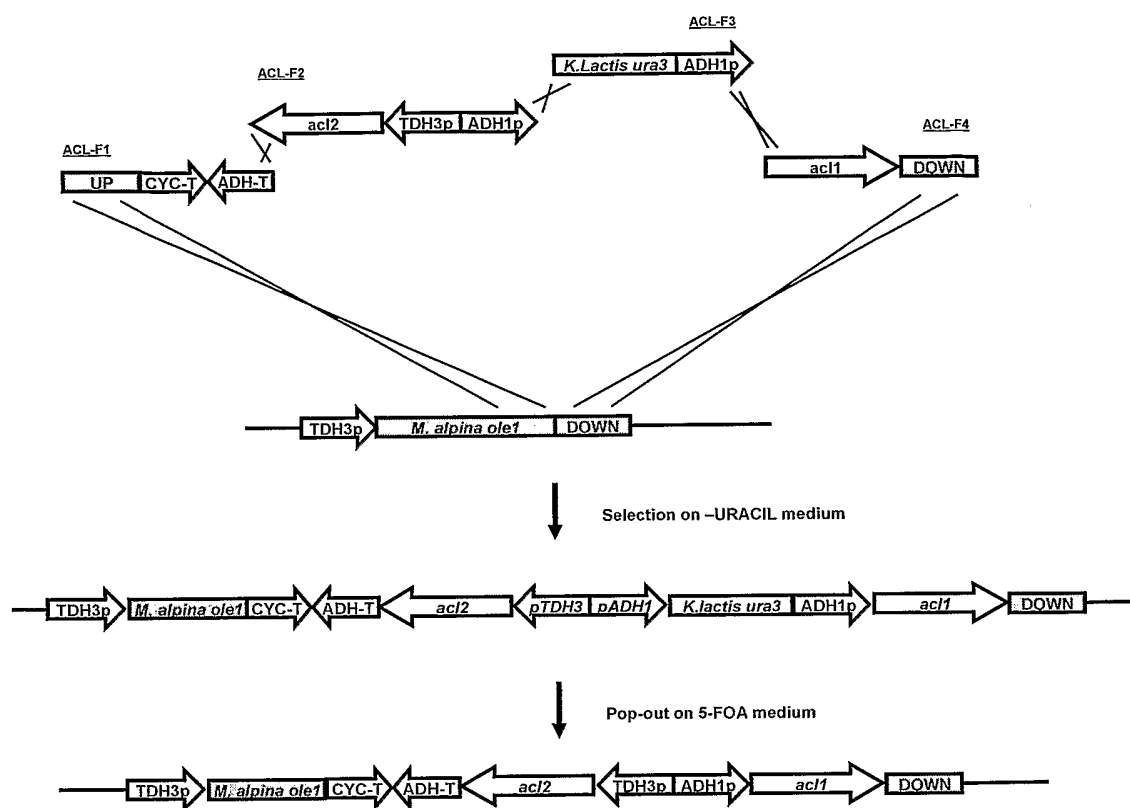 ACL-F3
K.Lactis ura3 ADH1p
ACL-F2
acl2 TDH3p ADH1p
ACL-F4
ACL-F1
acl1 DOWN
UP CYC-T ADH-T
TDH3p M. alpina ole1 DOWN
Selection on –URACIL medium
TDH3p M. alpina ole1 CYC-T ADH-T acl2 pTDH3 pADH1 K.lactis ura3 ADH1p acl1 DOWN
Pop-out on 5-FOA medium
TDH3p M. alpina ole1 CYC-T ADH-T acl2 TDH3p ADH1p acl1 DOWN